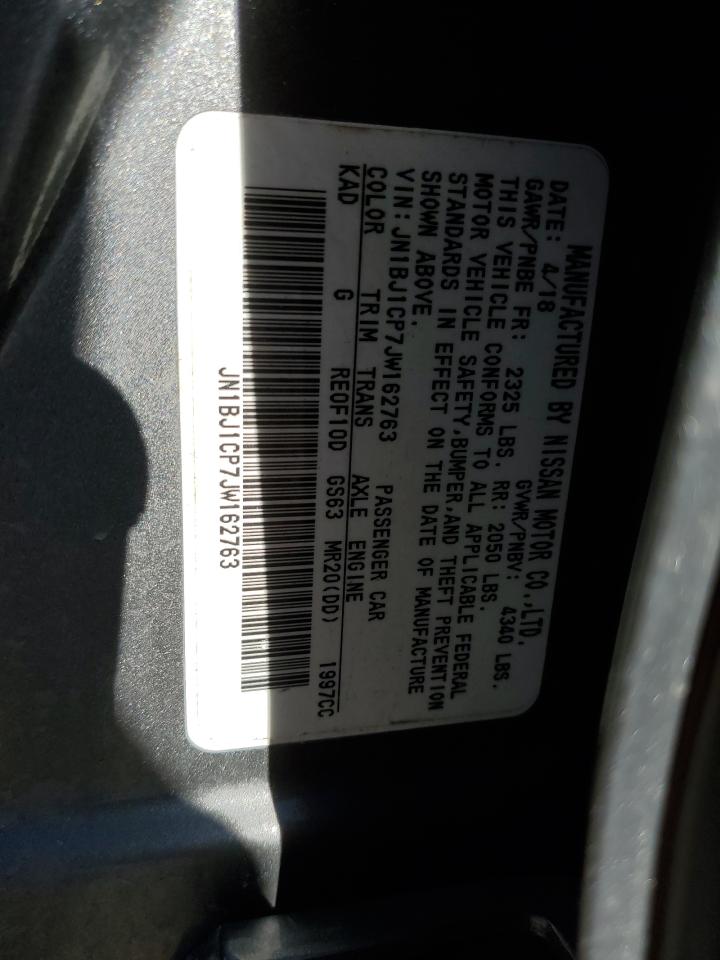 MANUFACTURED BY NISSAN MOTOR CO.,LTD.
DATE: 4/18 GVWR/PNBV: 4340 LBS.
GAWR/PNBE FR: 2325 LBS. RR: 2050 LBS.
THIS VEHICLE CONFORMS TO ALL APPLICABLE FEDERAL
MOTOR VEHICLE SAFETY,BUMPER,AND THEFT PREVENTION
STANDARDS IN EFFECT ON THE DATE OF MANUFACTURE
SHOWN ABOVE.
VIN:JN1BJ1CP7JW162763 PASSENGER CAR
COLOR TRIM TRANS AXLE ENGINE
KAD G RE0F10D GS63 MR20(DD) 1997CC
JN1BJ1CP7JW162763